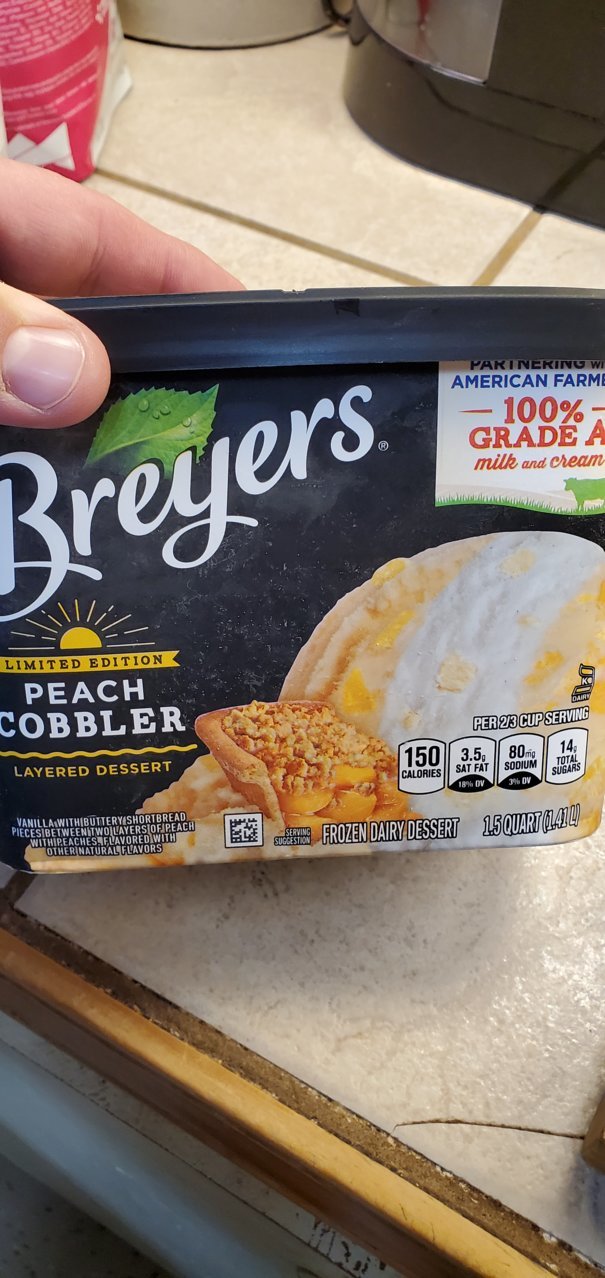 PARTNERING WI
AMERICAN FARME
100%
GRADE A
milk and cream
Breyers®
LIMITED EDITION
PEACH
COBBLER
LAYERED DESSERT
VANILLA WITH BUTTERY SHORTBREAD
PIECES BETWEEN TWO LAYERS OF PEACH
WITH PEACHES, FLAVORED WITH
OTHER NATURAL FLAVORS
SERVING
SUGGESTION
FROZEN DAIRY DESSERT
1.5 QUART (1.41 L)
K
DAIRY
PER 2/3 CUP SERVING
150
CALORIES
3.5g
SAT FAT
18% DV
80mg
SODIUM
3% DV
14g
TOTAL
SUGARS